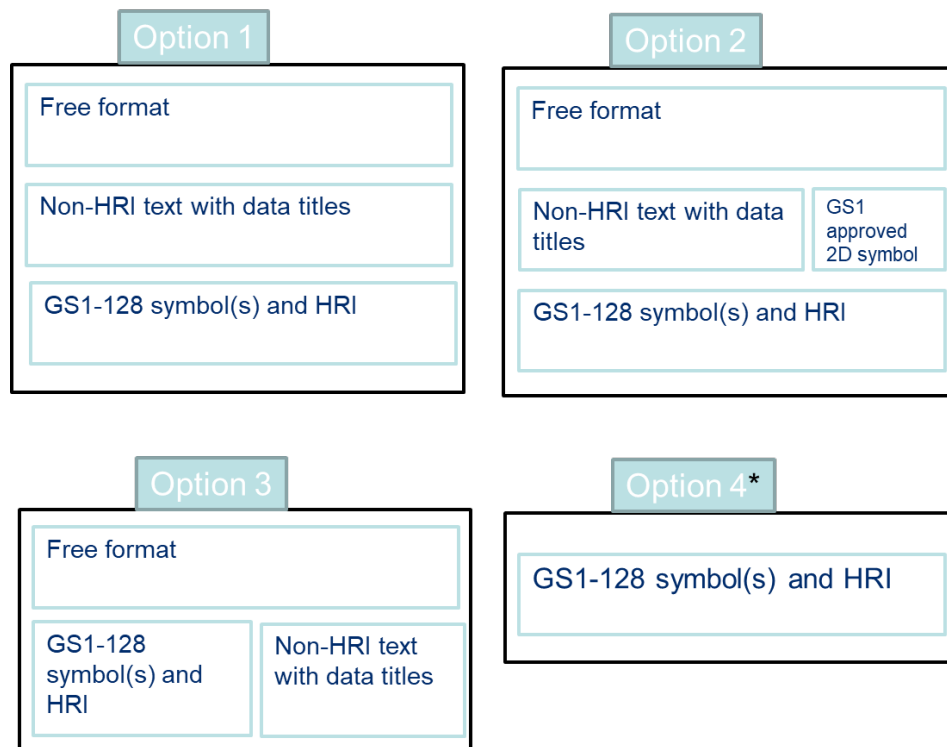 Option 1
Free format
Non-HRI text with data titles
GS1-128 symbol(s) and HRI
Option 2
Free format
Non-HRI text with data
titles
GS1
approved
2D symbol
GS1-128 symbol(s) and HRI
Option 3
Free format
GS1-128
symbol(s) and
HRI
Non-HRI text
with data titles
Option 4*
GS1-128 symbol(s) and HRI